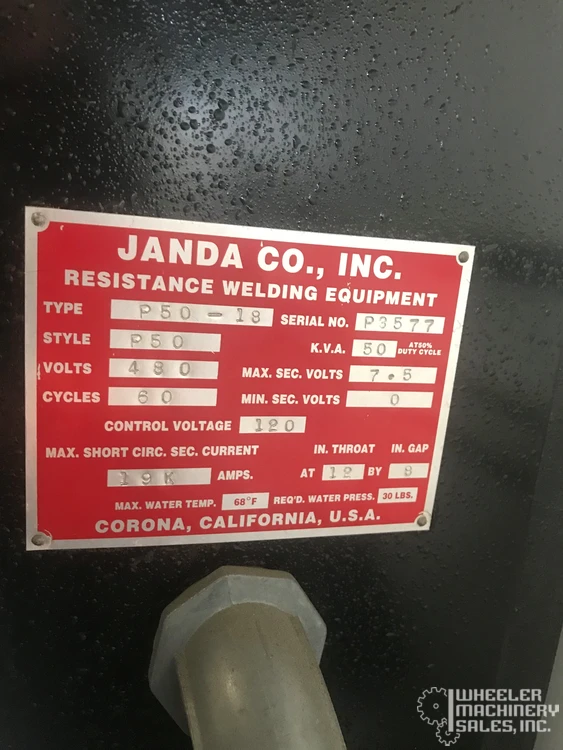 JANDA CO., INC.
RESISTANCE WELDING EQUIPMENT
TYPE P50-18 SERIAL NO. P3577
STYLE P50 K.V.A. 50 AT 50% DUTY CYCLE
VOLTS 480 MAX. SEC. VOLTS 7.5
CYCLES 60 MIN. SEC. VOLTS 0
CONTROL VOLTAGE 120
MAX. SHORT CIRC. SEC. CURRENT IN. THROAT IN. GAP
19K AMPS. AT 18 BY 8
MAX. WATER TEMP. 68°F REQ'D. WATER PRESS. 30 LBS.
CORONA, CALIFORNIA, U.S.A.
WHEELER
MACHINERY
SALES, INC.